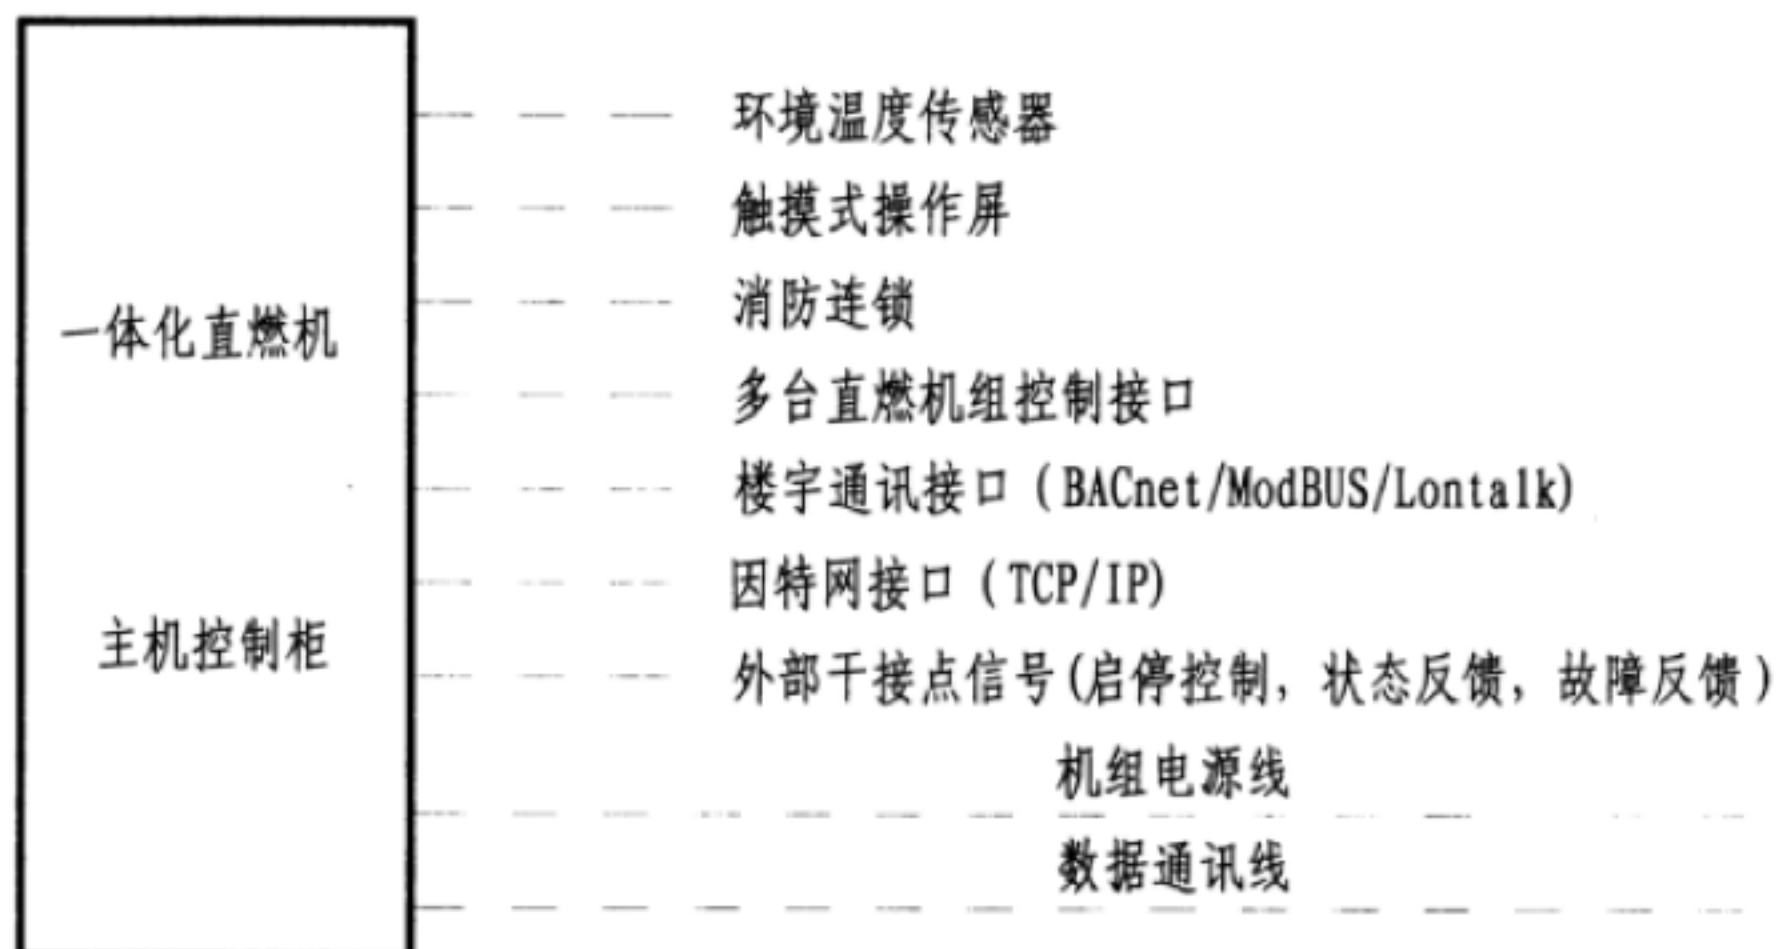 一体化直燃机
主机控制柜
环境温度传感器
触摸式操作屏
消防连锁
多台直燃机组控制接口
楼宇通讯接口(BACnet/ModBUS/Lontalk)
因特网接口(TCP/IP)
外部干接点信号(启停控制,状态反馈,故障反馈)
机组电源线
数据通讯线